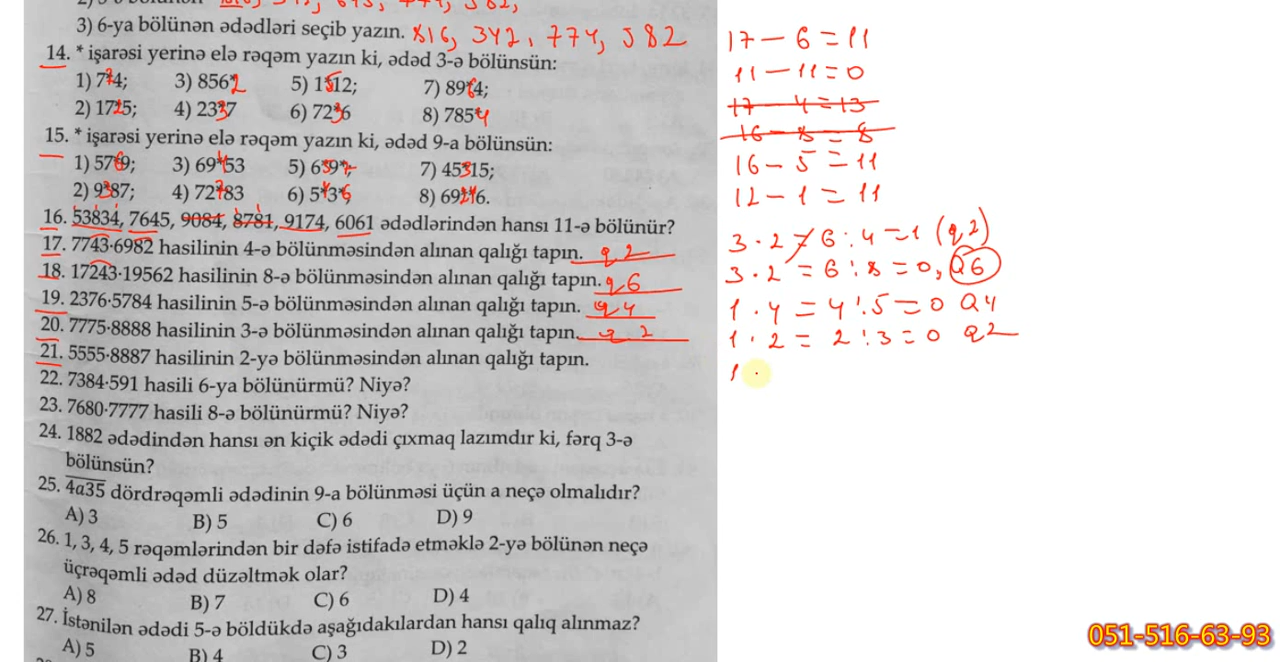 3) 6-ya bölünən ədədləri seçib yazın. 816, 342, 774, 582
14. * işarəsi yerinə elə rəqəm yazın ki, ədəd 3-ə bölünsün:
1) 7*4; 3) 856* 2 5) 1*12; 7) 89*4;
2) 17*5; 4) 23*7 6) 72*6 8) 785* 4
15. * işarəsi yerinə elə rəqəm yazın ki, ədəd 9-a bölünsün:
1) 57*9; 3) 69*53 5) 6*9*; 7) 45*15;
2) 9*87; 4) 72*83 6) 5*3*; 8) 69**6.
16. 53834, 7645, 9084, 8781, 9174, 6061 ədədlərindən hansı 11-ə bölünür?
17. 7743·6982 hasilinin 4-ə bölünməsindən alınan qalığı tapın. q 2
18. 17243·19562 hasilinin 8-ə bölünməsindən alınan qalığı tapın. q 6
19. 2376·5784 hasilinin 5-ə bölünməsindən alınan qalığı tapın. q 4
20. 7775·8888 hasilinin 3-ə bölünməsindən alınan qalığı tapın. q 2
21. 5555·8887 hasilinin 2-yə bölünməsindən alınan qalığı tapın.
22. 7384·591 hasili 6-ya bölünürmü? Niyə?
23. 7680·7777 hasili 8-ə bölünürmü? Niyə?
24. 1882 ədədindən hansı ən kiçik ədədi çıxmaq lazımdır ki, fərq 3-ə
bölünsün?
25. 4a35 dördrəqəmli ədədinin 9-a bölünməsi üçün a neçə olmalıdır?
A) 3 B) 5 C) 6 D) 9
26. 1, 3, 4, 5 rəqəmlərindən bir dəfə istifadə etməklə 2-yə bölünən neçə
üçrəqəmli ədəd düzəltmək olar?
A) 8 B) 7 C) 6 D) 4
27. İstənilən ədədi 5-ə böldükdə aşağıdakılardan hansı qalıq alınmaz?
A) 5 B) 4 C) 3 D) 2
17 - 6 = 11
11 - 11 = 0
17 - 4 = 13
16 - 8 = 8
16 - 5 = 11
12 - 1 = 11
3 · 2 = 6 : 4 = 1 (q 2)
3 · 2 = 6 : 8 = 0, Q6
1 · 4 = 4 : 5 = 0 Q4
1 · 2 = 2 : 3 = 0 q2
1 ·
051-516-63-93